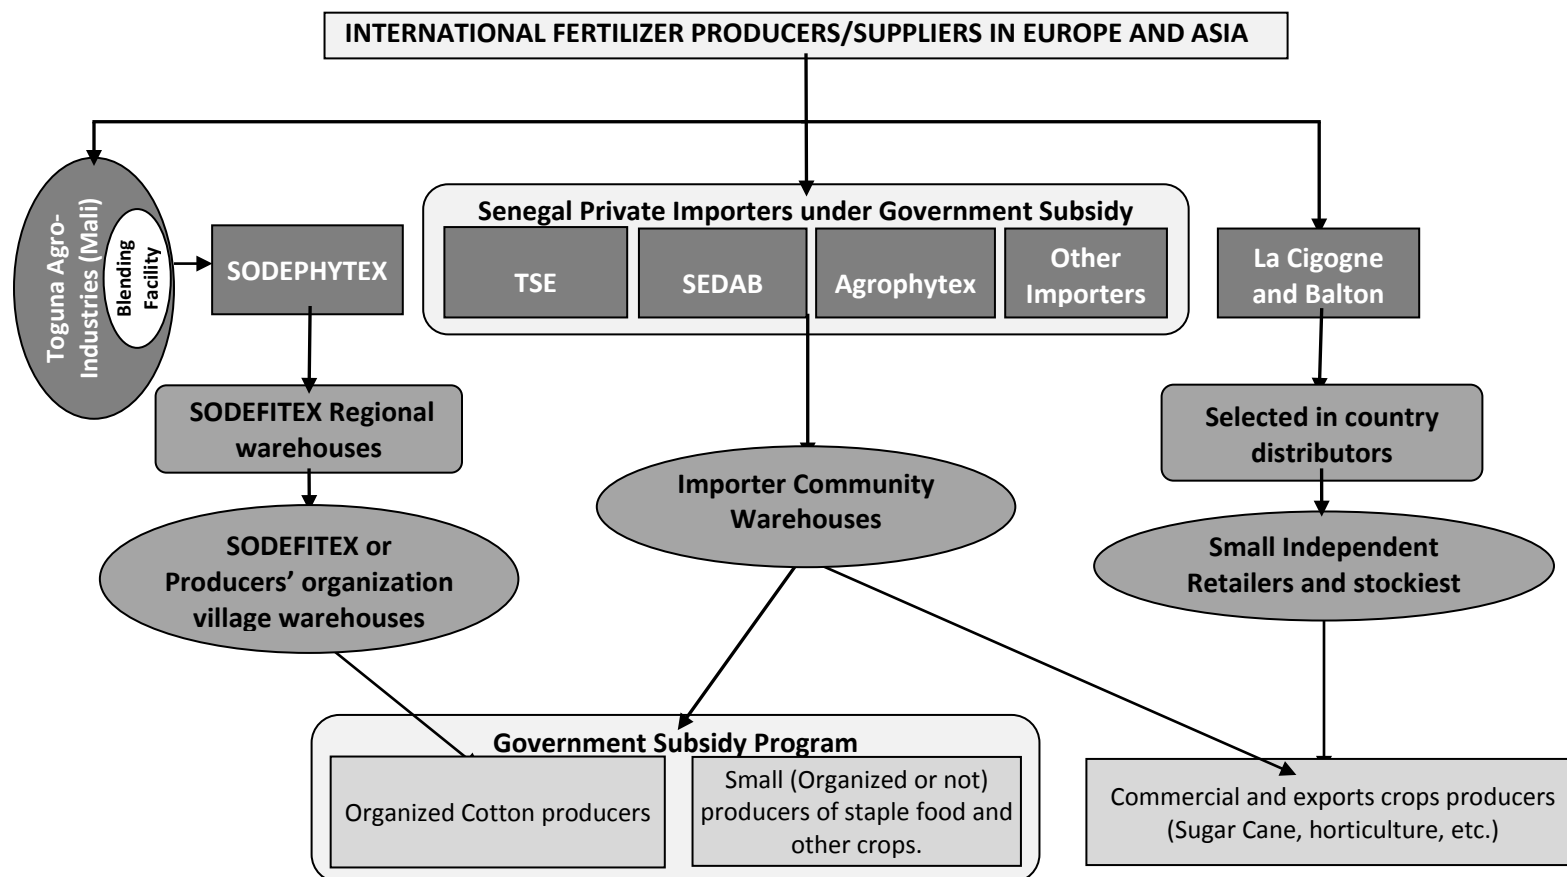 INTERNATIONAL FERTILIZER PRODUCERS/SUPPLIERS IN EUROPE AND ASIA
Toguna Agro-
Industries (Mali)
Blending
Facility
SODEPHYTEX
Senegal Private Importers under Government Subsidy
TSE
SEDAB
Agrophytex
Other
Importers
La Cigogne
and Balton
SODEFITEX Regional
warehouses
Selected in country
distributors
Importer Community
Warehouses
SODEFITEX or
Producers’ organization
village warehouses
Small Independent
Retailers and stockiest
Government Subsidy Program
Organized Cotton producers
Small (Organized or not)
producers of staple food and
other crops.
Commercial and exports crops producers
(Sugar Cane, horticulture, etc.)